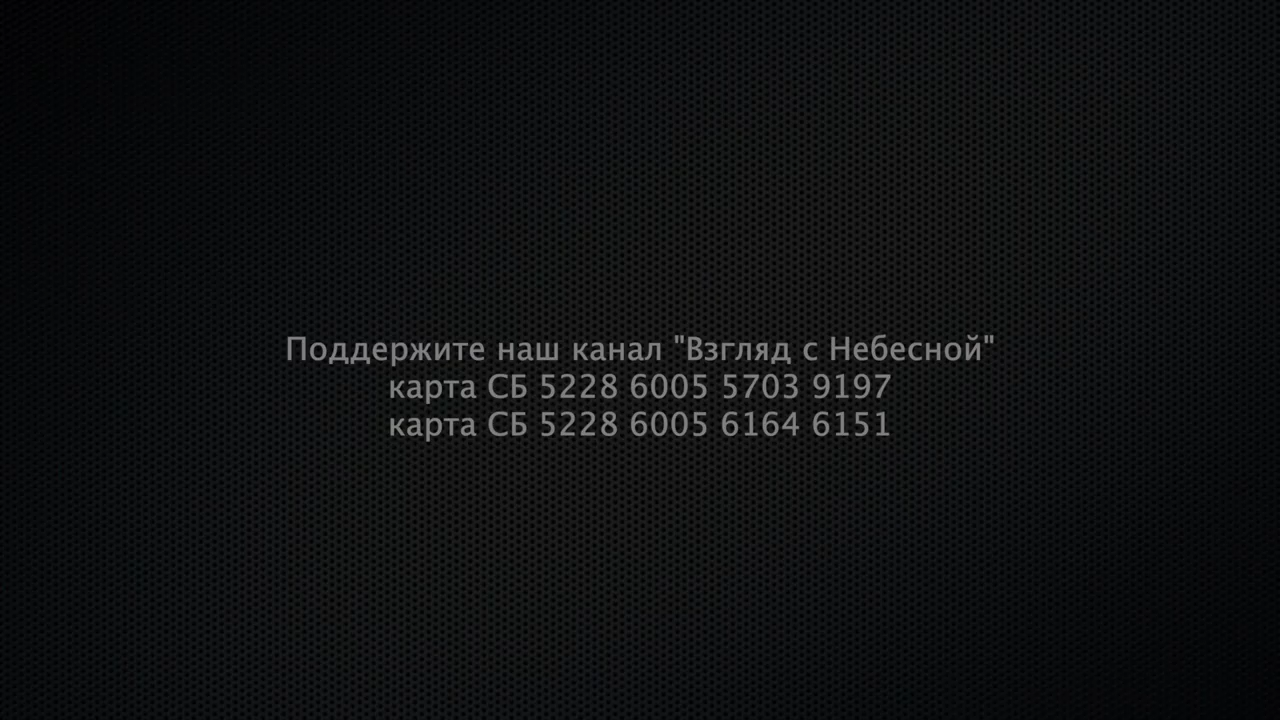 Поддержите наш канал "Взгляд с Небесной"
карта СБ 5228 6005 5703 9197
карта СБ 5228 6005 6164 6151